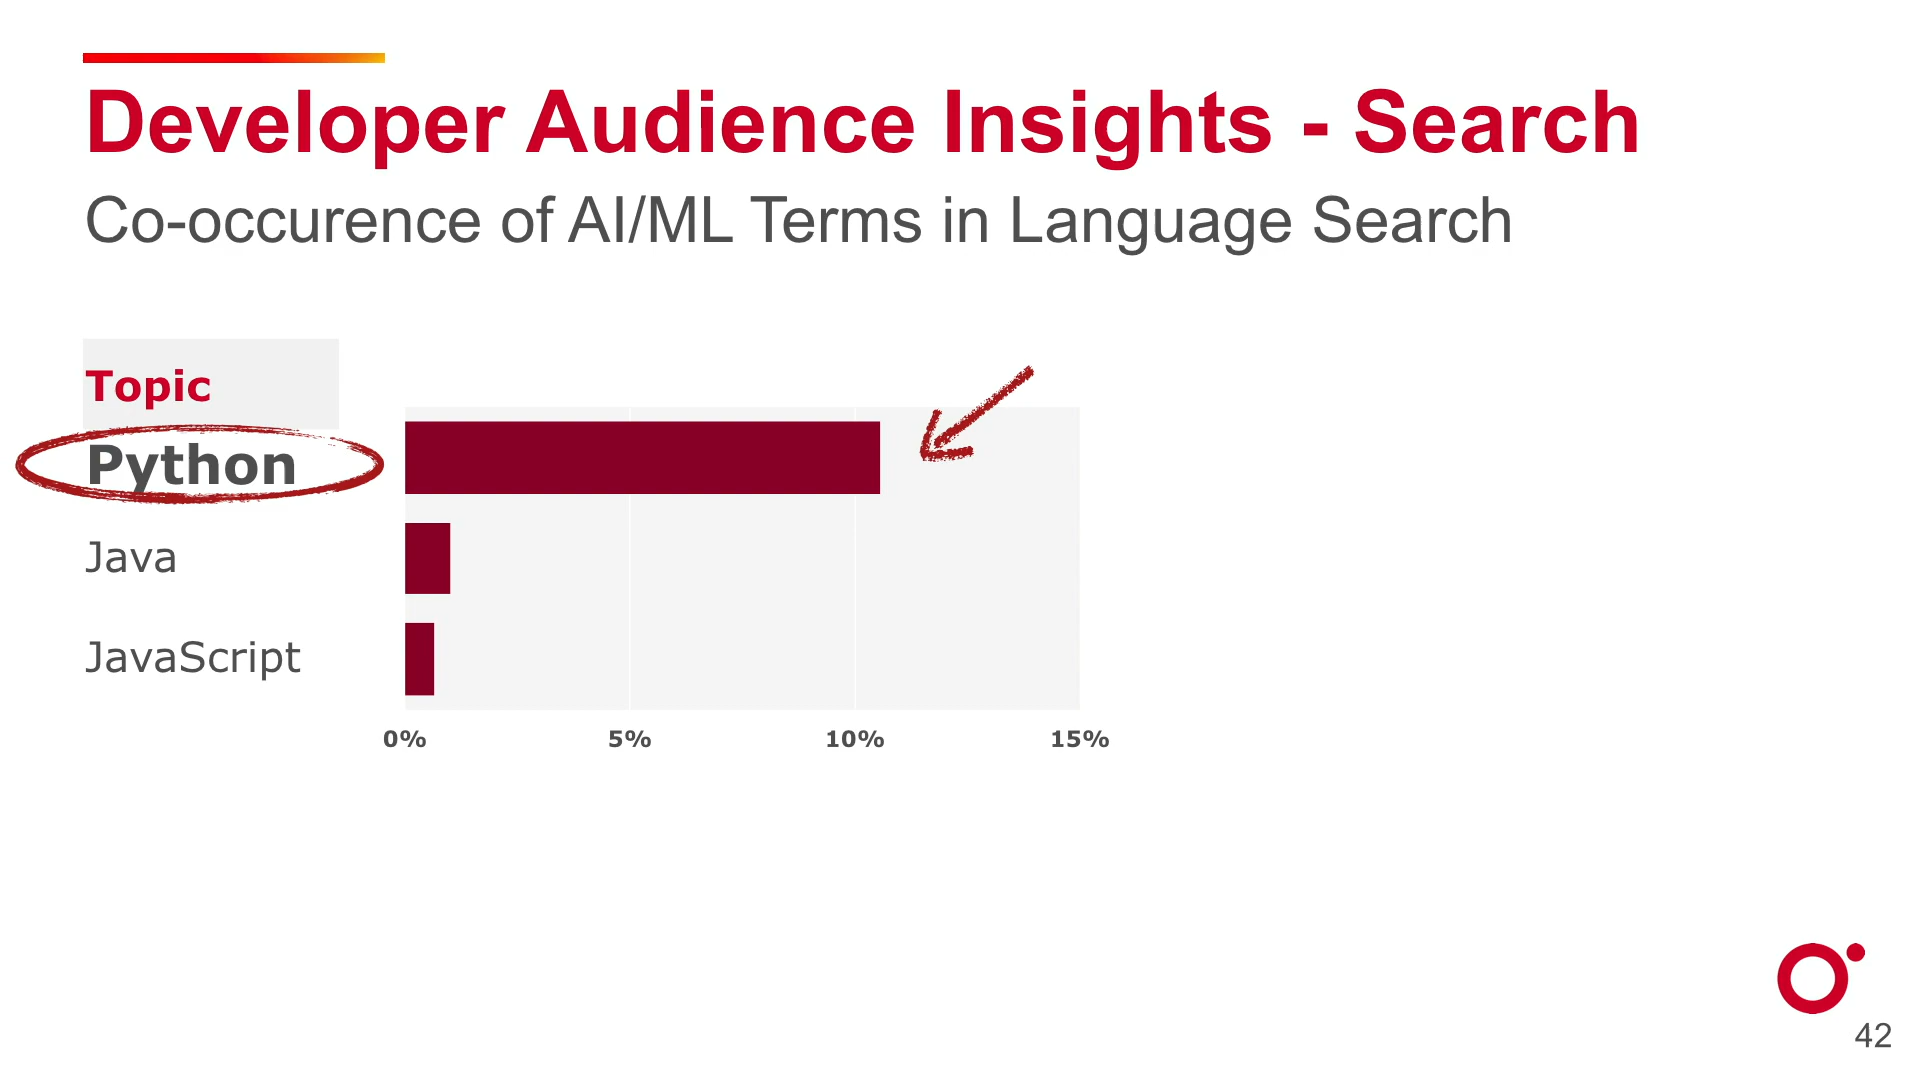 Developer Audience Insights - Search
Co-occurence of AI/ML Terms in Language Search
Topic
Python
Java
JavaScript
0% 5% 10% 15%
42